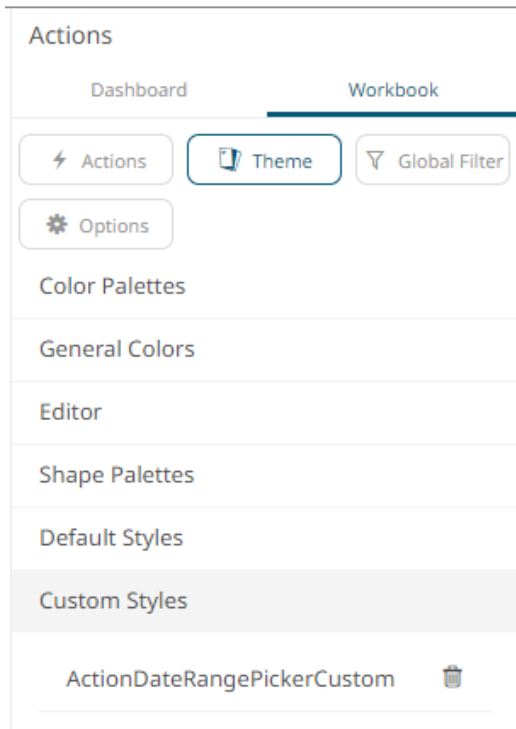 Actions
Dashboard Workbook
Actions Theme Global Filter
Options
Color Palettes
General Colors
Editor
Shape Palettes
Default Styles
Custom Styles
ActionDateRangePickerCustom